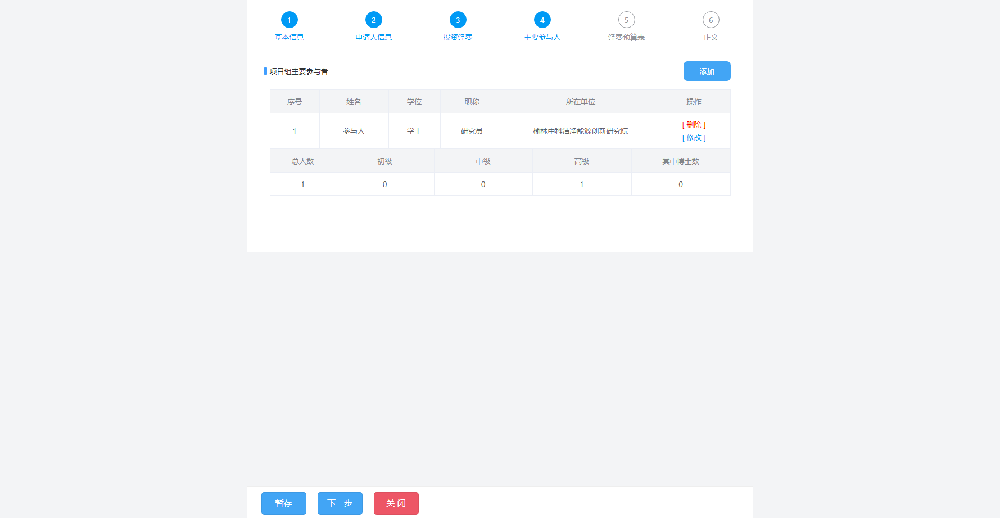 1 2 3 4 5 6
基本信息 申请人信息 投资经费 主要参与人 经费预算表 正文
项目组主要参与者 添加
序号 姓名 学位 职称 所在单位 操作
1 参与人 学士 研究员 榆林中科洁净能源创新研究院 [ 删除 ]
[ 修改 ]
总人数 初级 中级 高级 其中博士数
1 0 0 1 0
暂存 下一步 关 闭